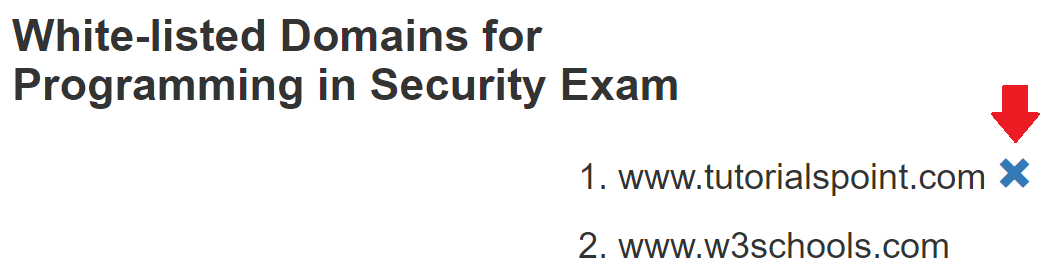 White-listed Domains for
Programming in Security Exam
1. www.tutorialspoint.com ✖
2. www.w3schools.com